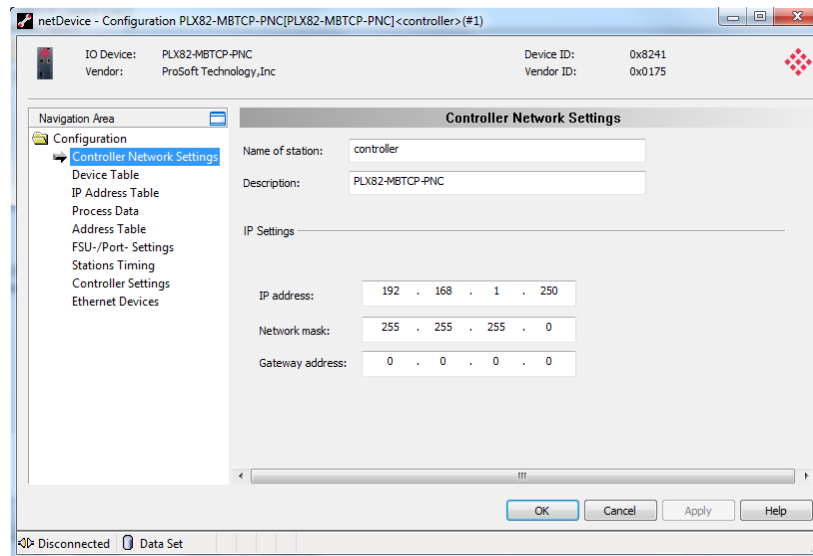 netDevice - Configuration PLX82-MBTCP-PNC[PLX82-MBTCP-PNC]<controller>(#1)
IO Device: PLX82-MBTCP-PNC Device ID: 0x8241
Vendor: ProSoft Technology,Inc Vendor ID: 0x0175
Navigation Area
Configuration
Controller Network Settings
Device Table
IP Address Table
Process Data
Address Table
FSU-/Port- Settings
Stations Timing
Controller Settings
Ethernet Devices
Controller Network Settings
Name of station: controller
Description: PLX82-MBTCP-PNC
IP Settings
IP address: 192 . 168 . 1 . 250
Network mask: 255 . 255 . 255 . 0
Gateway address: 0 . 0 . 0 . 0
OK Cancel Apply Help
Disconnected Data Set